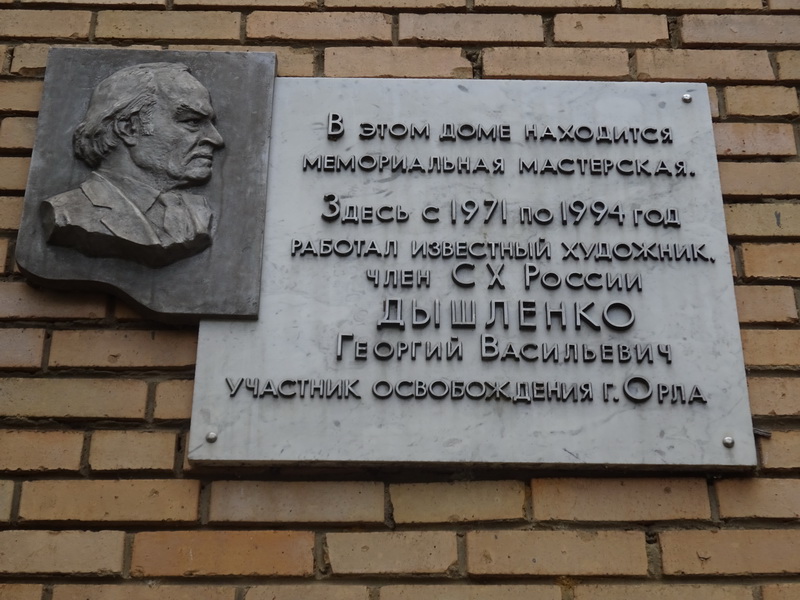 В этом доме находится
мемориальная мастерская.
Здесь с 1971 по 1994 год
работал известный художник,
член СХ России
ДЫШЛЕНКО
Георгий Васильевич
участник освобождения г. Орла